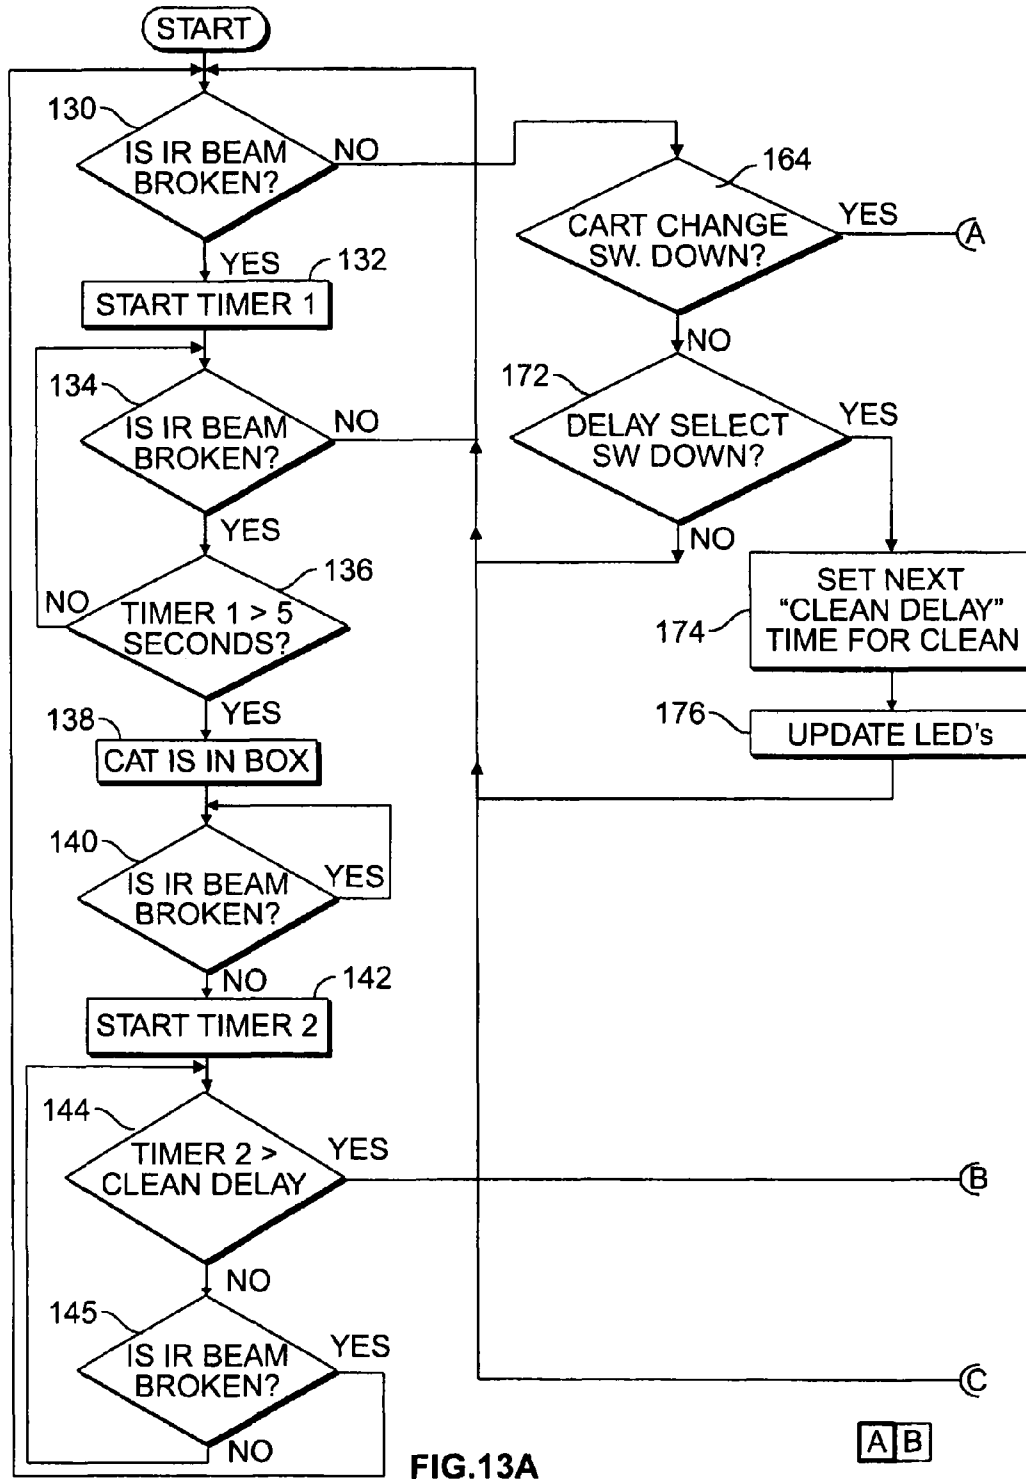 START
130
IS IR BEAM
BROKEN?
NO
YES
132
START TIMER 1
134
IS IR BEAM
BROKEN?
NO
YES
136
NO
TIMER 1 > 5
SECONDS?
YES
138
CAT IS IN BOX
140
IS IR BEAM
BROKEN?
YES
NO
142
START TIMER 2
144
TIMER 2 >
CLEAN DELAY
YES
B
NO
145
IS IR BEAM
BROKEN?
YES
NO
164
CART CHANGE
SW. DOWN?
YES
A
NO
172
DELAY SELECT
SW DOWN?
YES
NO
174
SET NEXT
"CLEAN DELAY"
TIME FOR CLEAN
176
UPDATE LED's
C
A B
FIG.13A